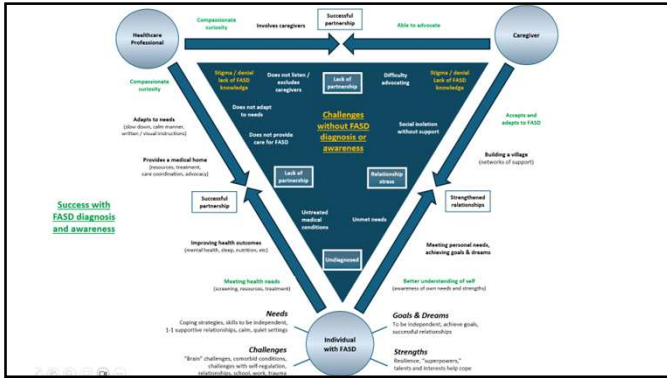 Healthcare
Professional
Compassionate
curiosity
Involves caregivers
Successful
partnership
Able to advocate
Caregiver
Compassionate
curiosity
Stigma / denial
Lack of FASD
knowledge
Does not listen /
excludes
caregivers
Lack of
partnership
Difficulty
advocating
Stigma / denial
Lack of FASD
knowledge
Does not adapt
to needs
Challenges
without FASD
diagnosis or
awareness
Social isolation
without support
Does not provide
care for FASD
Adapts to needs
(slow down, calm manner,
written / visual instructions)
Provides a medical home
(resources, treatment,
care coordination, advocacy)
Accepts and
adapts to FASD
Building a village
(networks of support)
Lack of
partnership
Relationship
stress
Successful
partnership
Strengthened
relationships
Success with
FASD diagnosis
and awareness
Untreated
medical
conditions
Unmet needs
Improving health outcomes
(mental health, sleep, nutrition, etc)
Meeting personal needs,
achieving goals & dreams
Undiagnosed
Meeting health needs
(screening, resources, treatment)
Better understanding of self
(awareness of own needs and strengths)
Needs
Coping strategies, skills to be independent,
1-1 supportive relationships, calm, quiet settings
Goals & Dreams
To be independent, achieve goals,
successful relationships
Individual
with FASD
Challenges
"Brain" challenges, comorbid conditions,
challenges with self-regulation,
relationships, school, work, trauma
Strengths
Resilience, "superpowers,"
talents and interests help cope